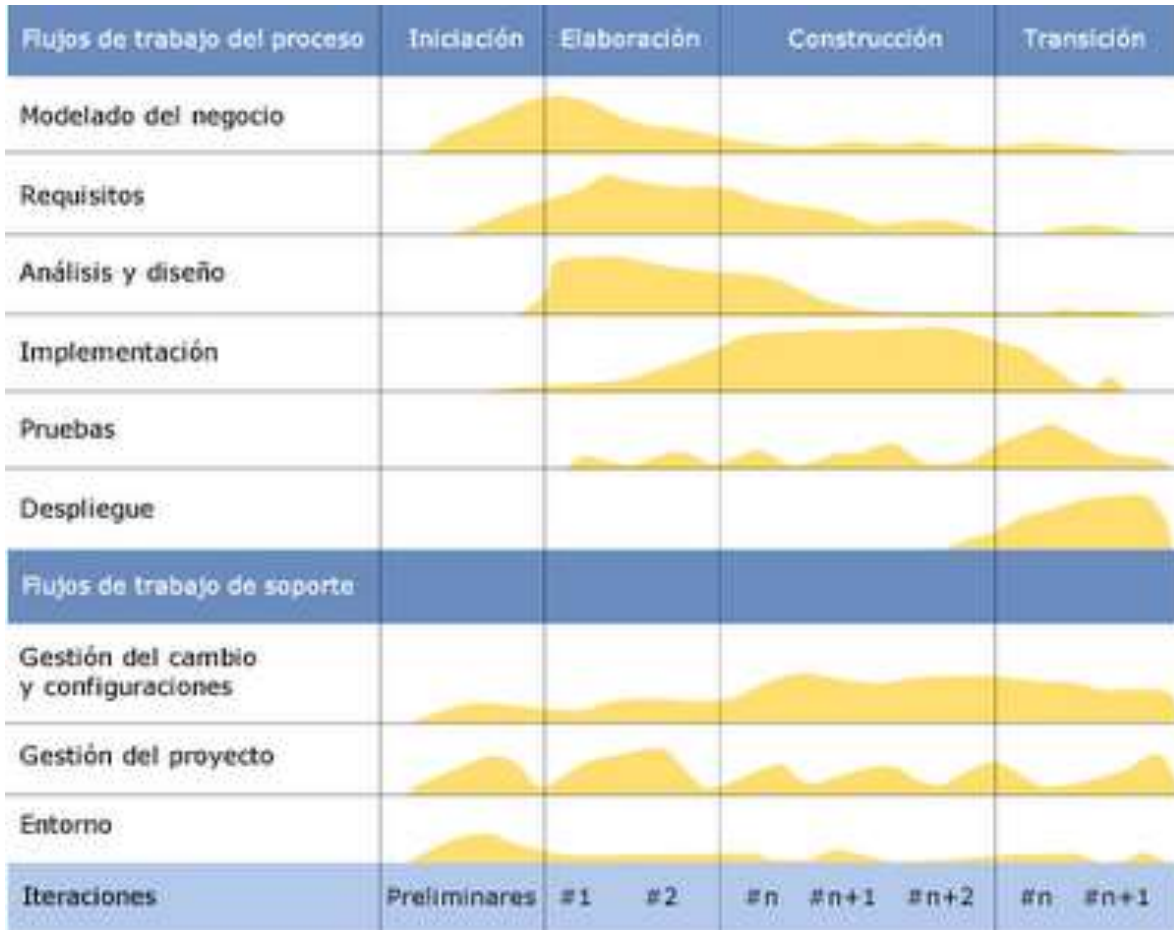 Flujos de trabajo del proceso Iniciación Elaboración Construcción Transición
Modelado del negocio
Requisitos
Análisis y diseño
Implementación
Pruebas
Despliegue
Flujos de trabajo de soporte
Gestión del cambio
y configuraciones
Gestión del proyecto
Entorno
Iteraciones Preliminares #1 #2 #n #n+1 #n+2 #n #n+1